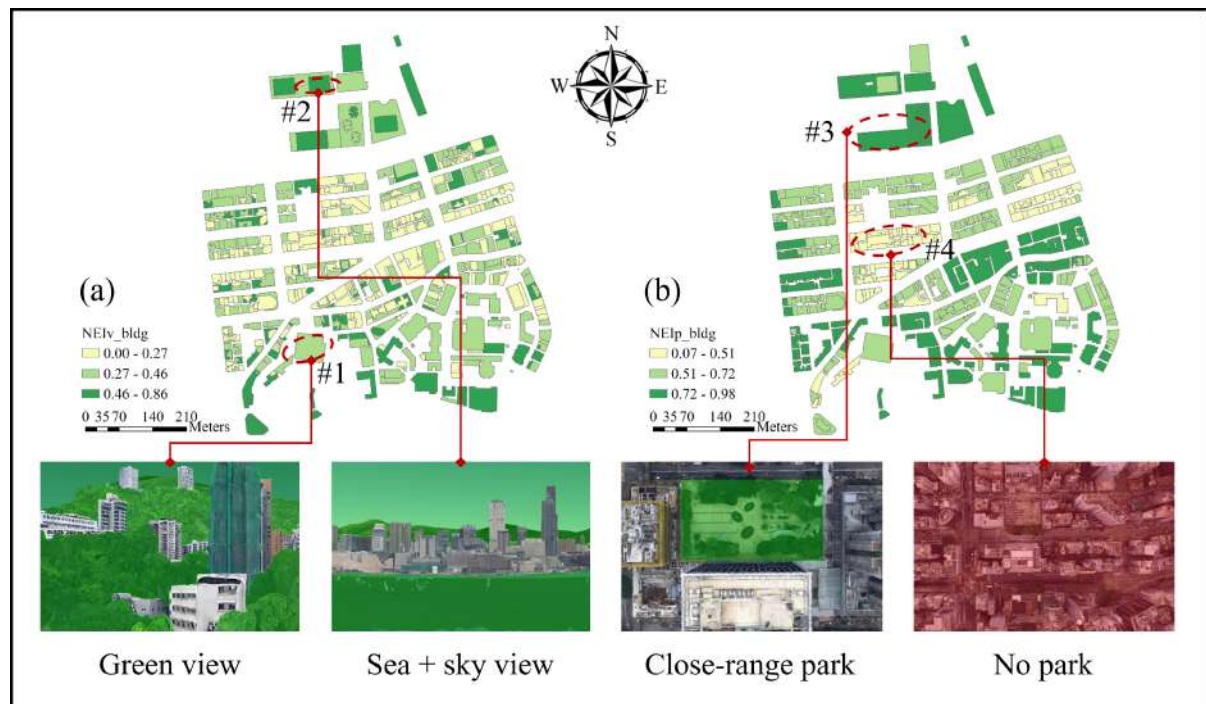 N
W E
S
#2
#3
#4
#1
(a)
NEIv_bldg
0.00 - 0.27
0.27 - 0.46
0.46 - 0.86
0 35 70 140 210
Meters
(b)
NEIp_bldg
0.07 - 0.51
0.51 - 0.72
0.72 - 0.98
0 35 70 140 210
Meters
Green view
Sea + sky view
Close-range park
No park